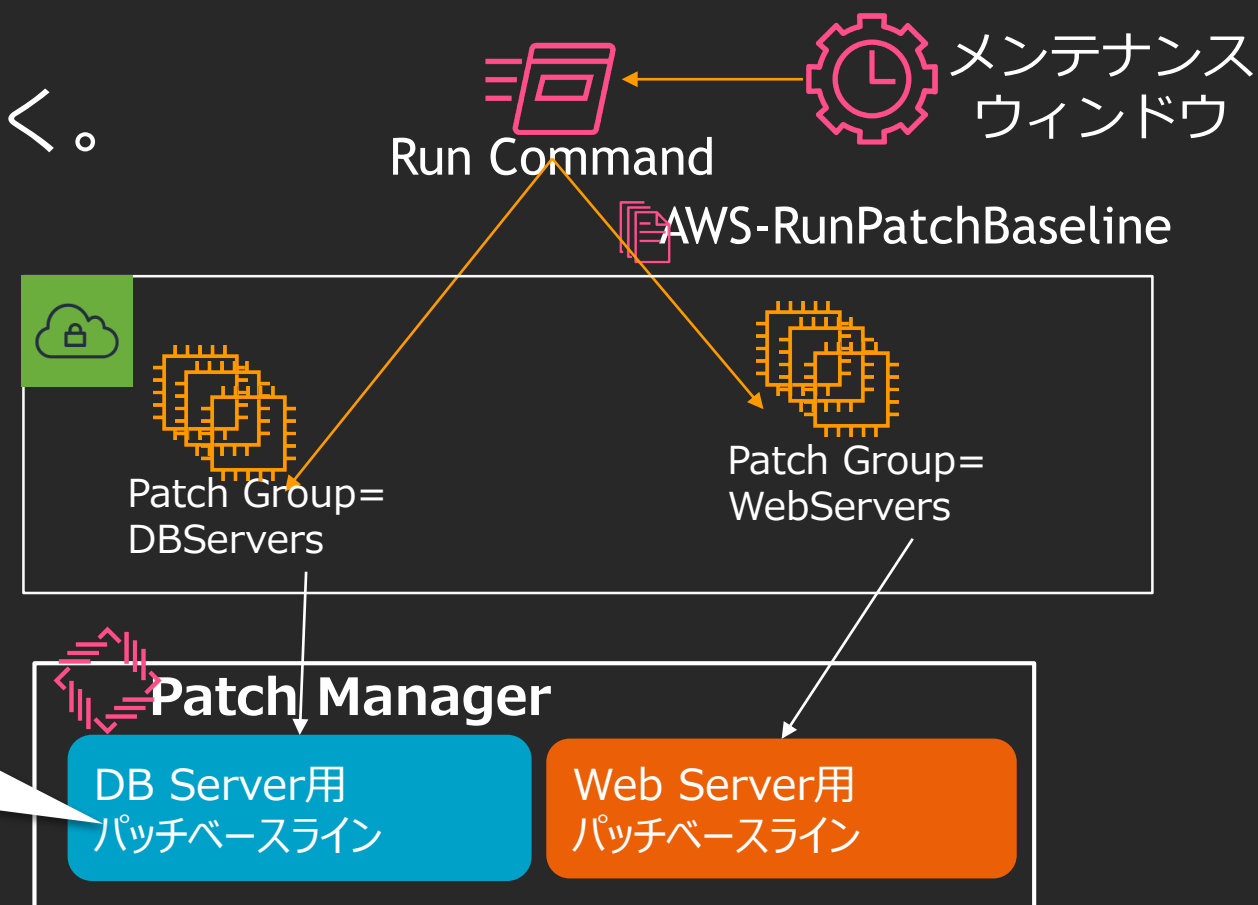 く。
メンテナンス
ウィンドウ
Run Command
AWS-RunPatchBaseline
Patch Group=
DBServers
Patch Group=
WebServers
Patch Manager
DB Server用
パッチベースライン
Web Server用
パッチベースライン